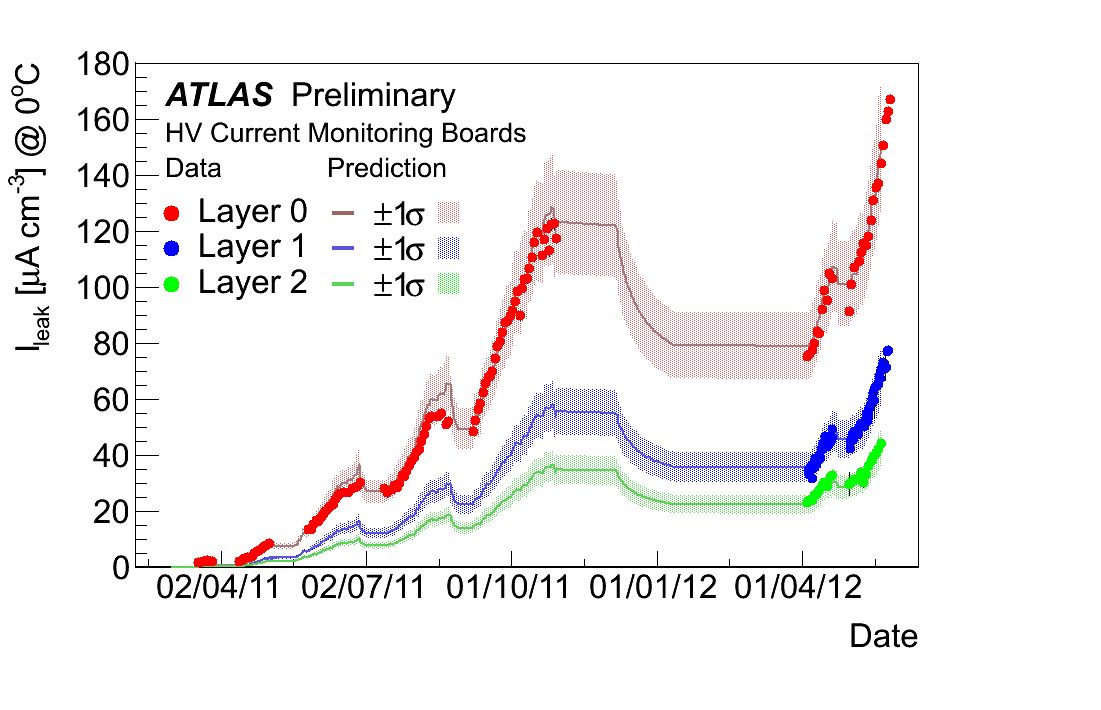 180
160
140
120
100
80
60
40
20
0
I_leak [μA cm⁻³] @ 0°C
ATLAS Preliminary
HV Current Monitoring Boards
Data Prediction
Layer 0 ±1σ
Layer 1 ±1σ
Layer 2 ±1σ
02/04/11 02/07/11 01/10/11 01/01/12 01/04/12
Date